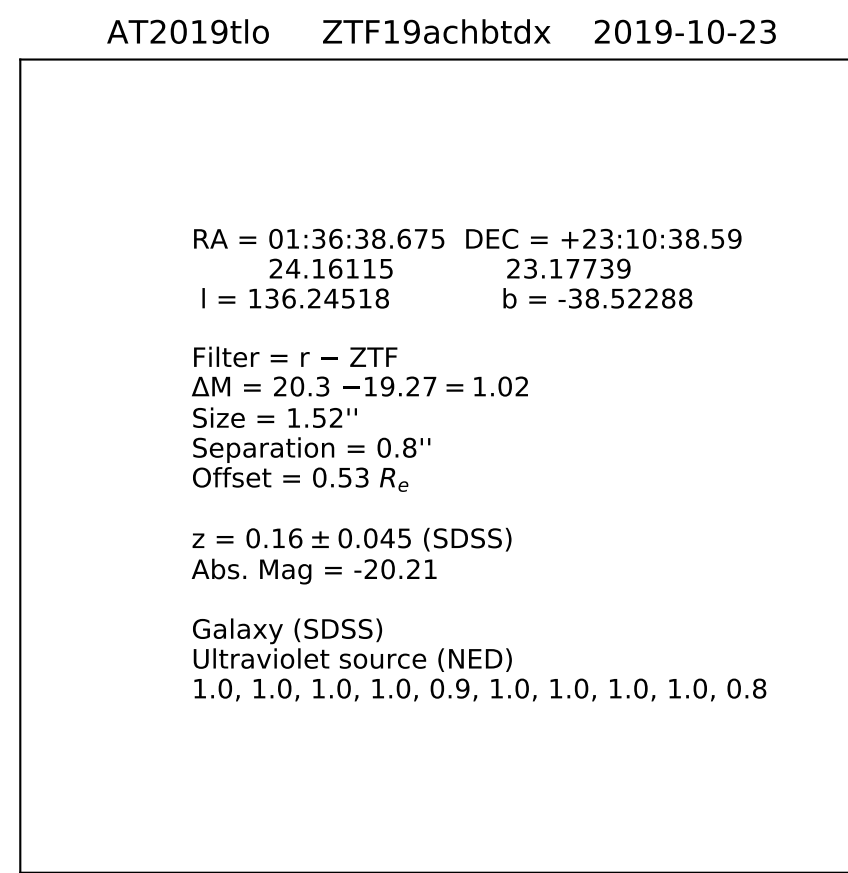 AT2019tlo ZTF19achbtdx 2019-10-23
RA = 01:36:38.675 DEC = +23:10:38.59
24.16115 23.17739
l = 136.24518 b = -38.52288
Filter = r − ZTF
ΔM = 20.3 −19.27 = 1.02
Size = 1.52''
Separation = 0.8''
Offset = 0.53 Re
z = 0.16 ± 0.045 (SDSS)
Abs. Mag = -20.21
Galaxy (SDSS)
Ultraviolet source (NED)
1.0, 1.0, 1.0, 1.0, 0.9, 1.0, 1.0, 1.0, 1.0, 0.8